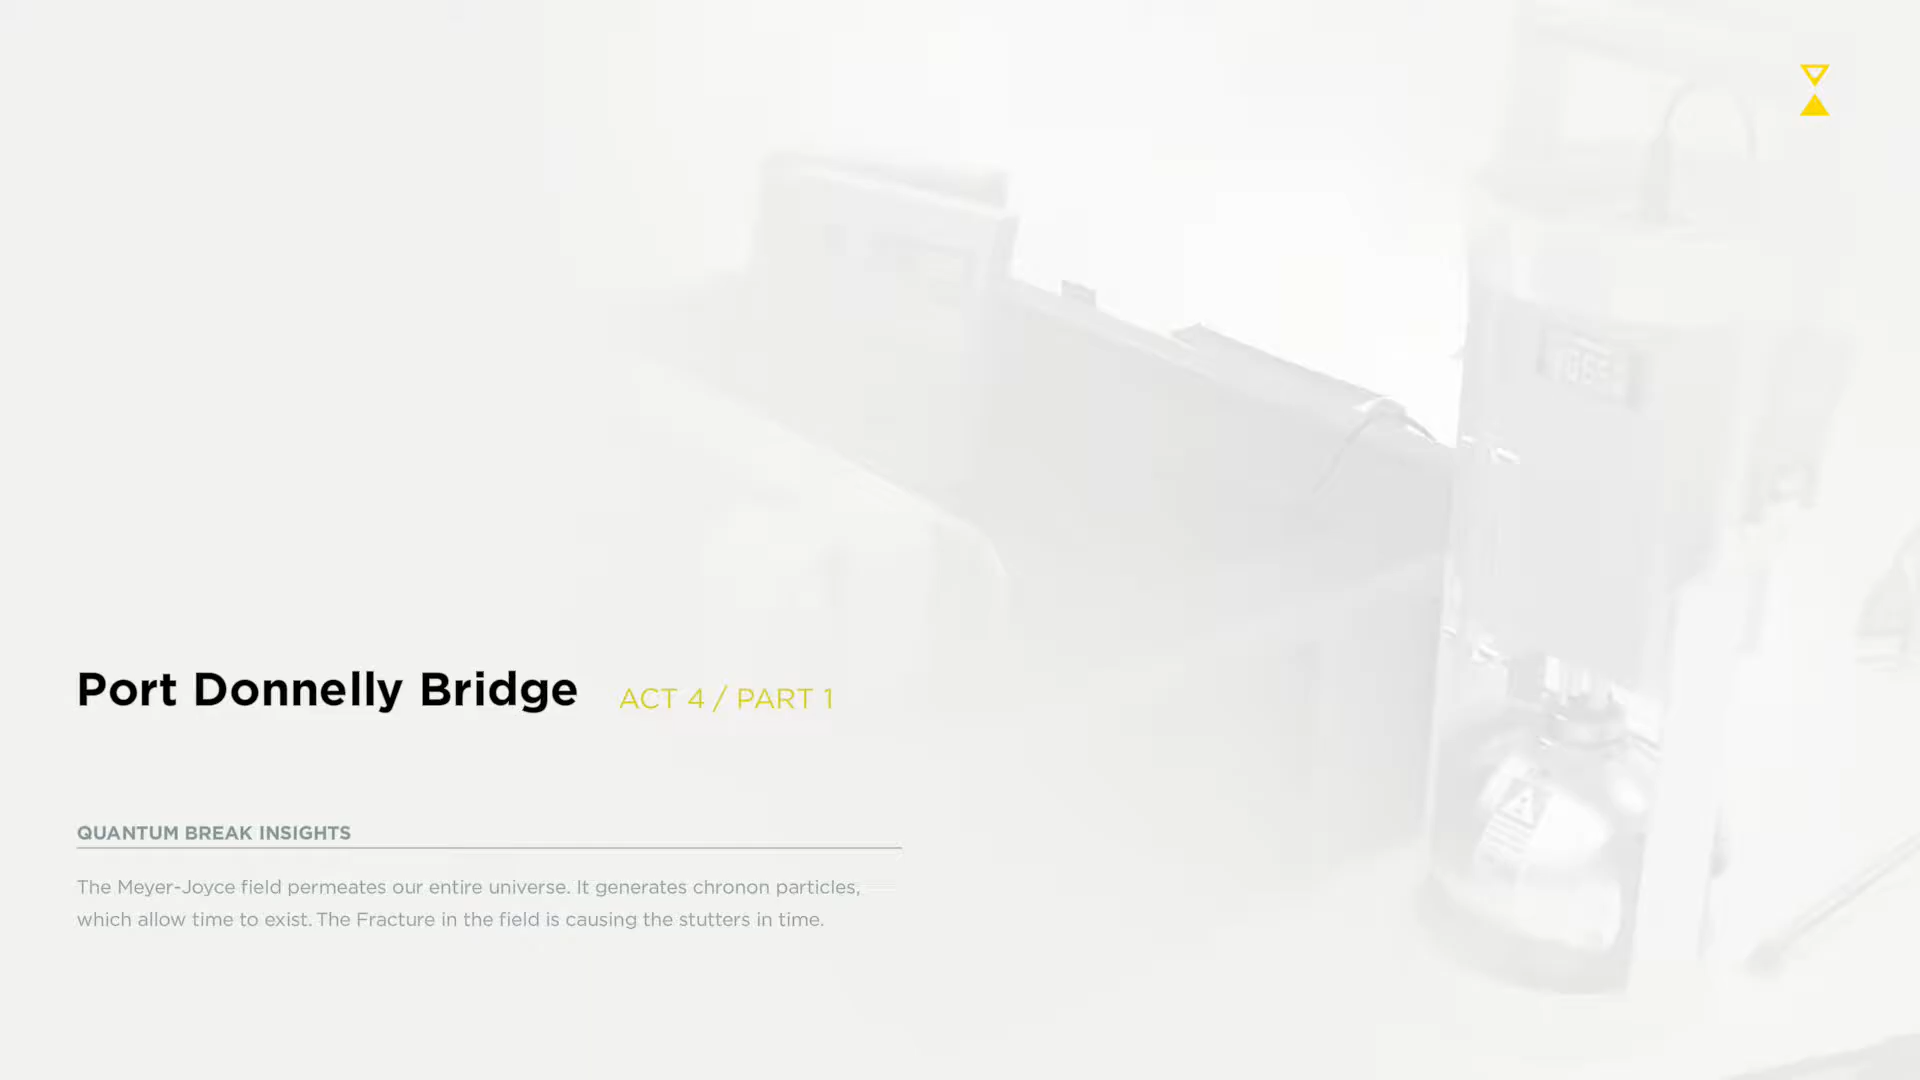 Port Donnelly Bridge ACT 4 / PART 1
QUANTUM BREAK INSIGHTS
The Meyer-Joyce field permeates our entire universe. It generates chronon particles,
which allow time to exist. The Fracture in the field is causing the stutters in time.